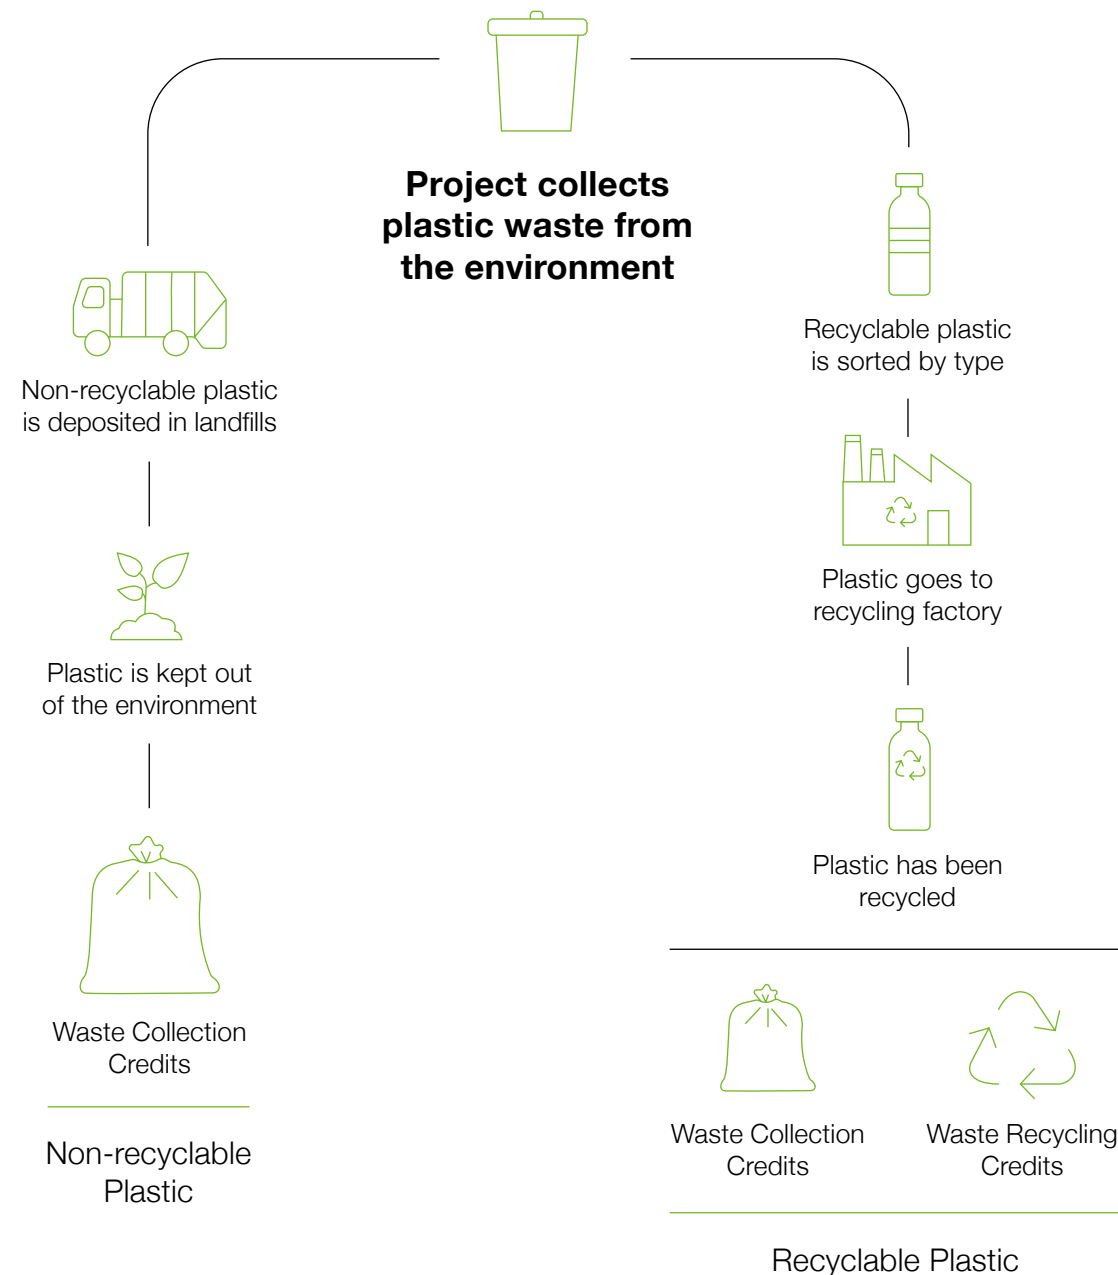 Project collects
plastic waste from
the environment
Non-recyclable plastic
is deposited in landfills
Plastic is kept out
of the environment
Waste Collection
Credits
Non-recyclable
Plastic
Recyclable plastic
is sorted by type
Plastic goes to
recycling factory
Plastic has been
recycled
Waste Collection
Credits
Waste Recycling
Credits
Recyclable Plastic